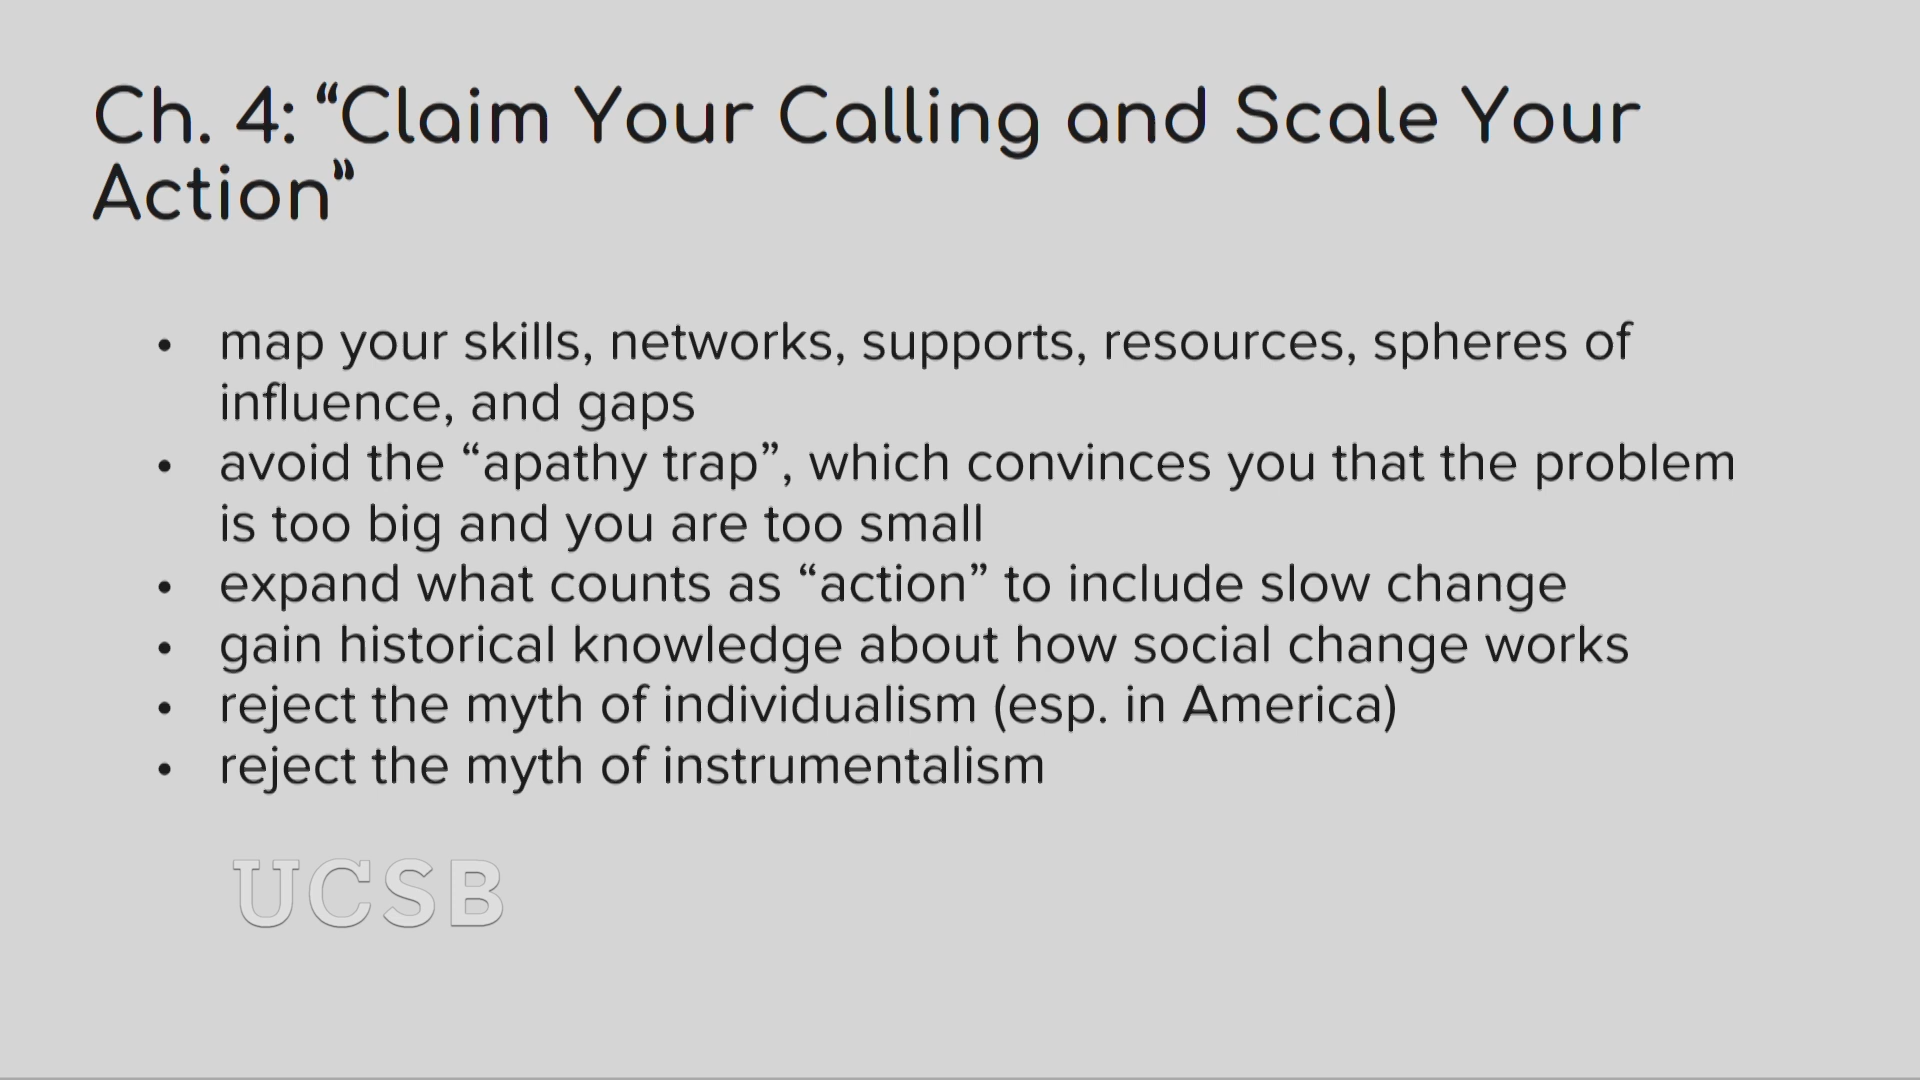 Ch. 4: “Claim Your Calling and Scale Your
Action”
• map your skills, networks, supports, resources, spheres of
influence, and gaps
• avoid the “apathy trap”, which convinces you that the problem
is too big and you are too small
• expand what counts as “action” to include slow change
• gain historical knowledge about how social change works
• reject the myth of individualism (esp. in America)
• reject the myth of instrumentalism
UCSB